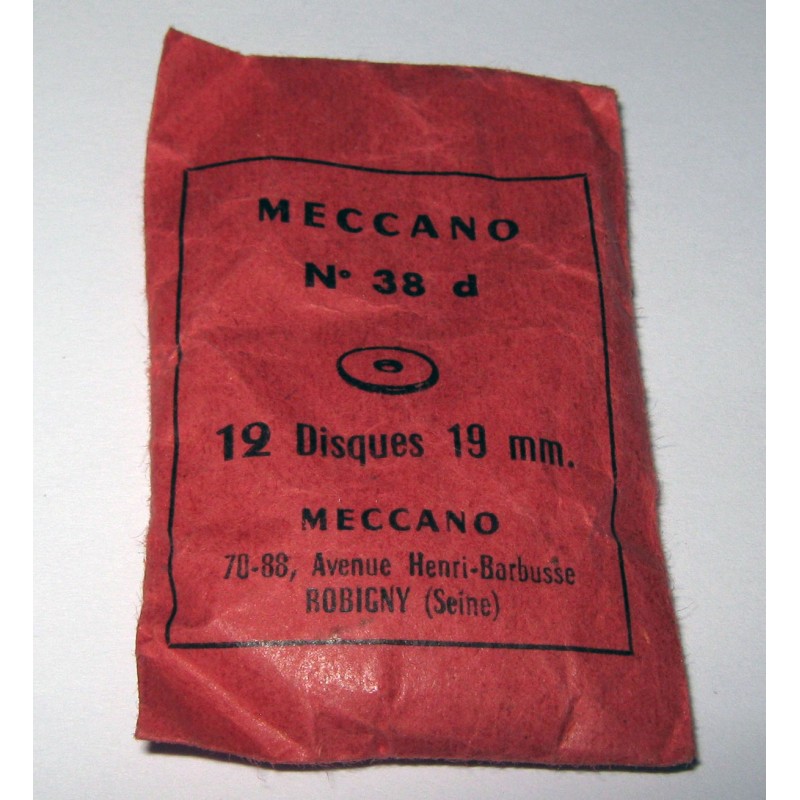 MECCANO
N° 38 d
12 Disques 19 mm.
MECCANO
70-88, Avenue Henri-Barbusse
BOBIGNY (Seine)